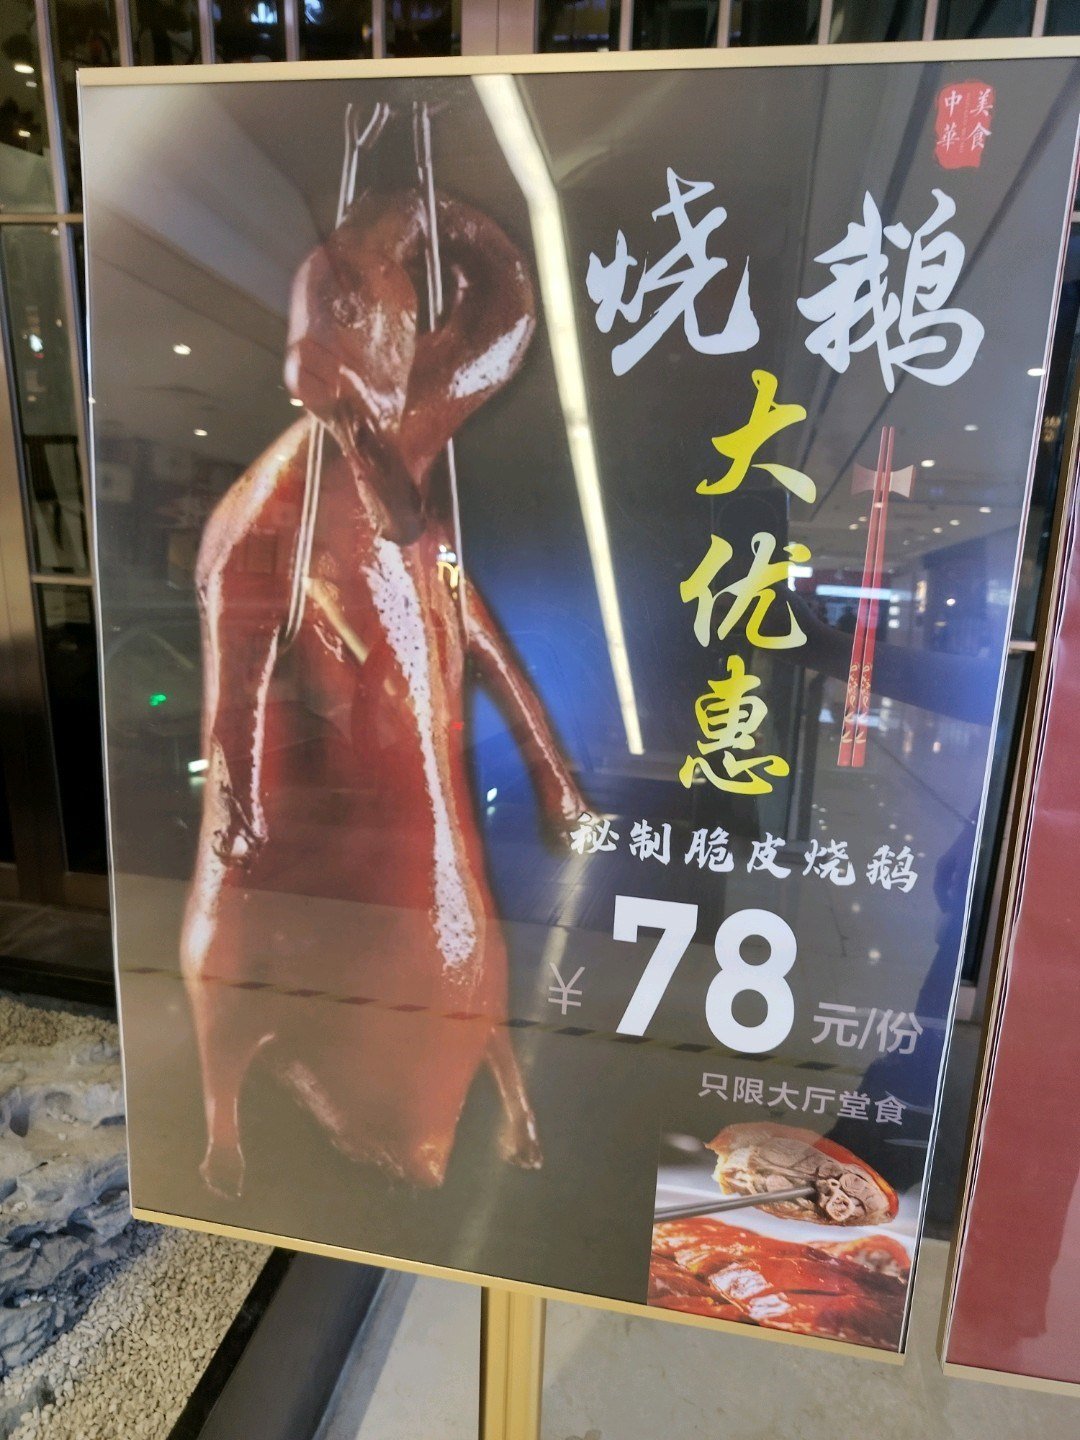 中華美食
烧鹅
大优惠
秘制脆皮烧鹅
¥78元/份
只限大厅堂食